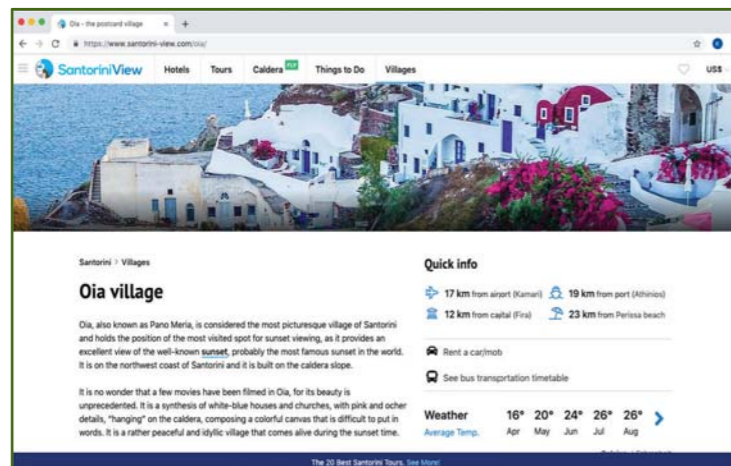 Oia - the postcard village
https://www.santorini-view.com/oia/
SantoriniView
Hotels
Tours
Caldera FLY
Things to Do
Villages
US$
Santorini > Villages
Oia village
Oia, also known as Pano Meria, is considered the most picturesque village of Santorini
and holds the position of the most visited spot for sunset viewing, as it provides an
excellent view of the well-known sunset, probably the most famous sunset in the world.
It is on the northwest coast of Santorini and it is built on the caldera slope.
It is no wonder that a few movies have been filmed in Oia, for its beauty is
unprecedented. It is a synthesis of white-blue houses and churches, with pink and ocher
details, "hanging" on the caldera, composing a colorful canvas that is difficult to put in
words. It is a rather peaceful and idyllic village that comes alive during the sunset time.
Quick info
17 km from airport (Kamari)
19 km from port (Athinios)
12 km from capital (Fira)
23 km from Perissa beach
Rent a car/mob
See bus transprtation timetable
Weather
16° 20° 24° 26° 26°
Average Temp.
Apr May Jun Jul Aug
The 20 Best Santorini Tours. See More!